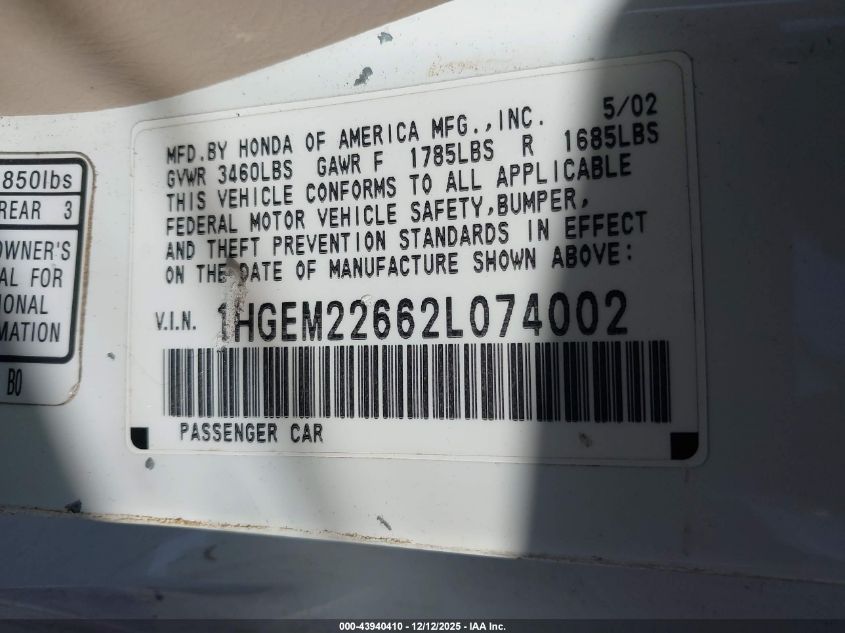 850lbs
REAR 3
OWNER'S
AL FOR
IONAL
RMATION
B0
5/02
MFD.BY HONDA OF AMERICA MFG.,INC.
GVWR 3460LBS GAWR F 1785LBS R 1685LBS
THIS VEHICLE CONFORMS TO ALL APPLICABLE
FEDERAL MOTOR VEHICLE SAFETY,BUMPER,
AND THEFT PREVENTION STANDARDS IN EFFECT
ON THE DATE OF MANUFACTURE SHOWN ABOVE:
V.I.N. 1HGEM22662L074002
PASSENGER CAR
000-43940410 - 12/12/2025 - IAA Inc.